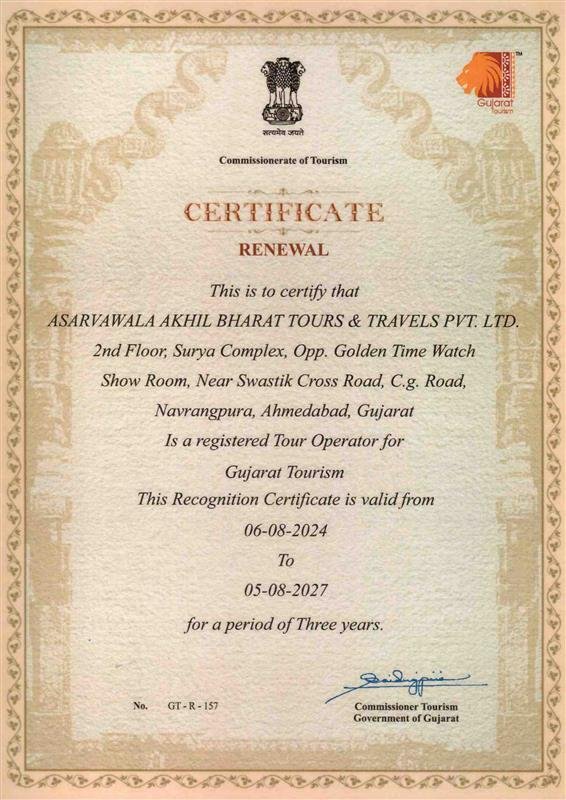 सत्यमेव जयते
TM
Gujarat
Tourism
Commissionerate of Tourism
CERTIFICATE
RENEWAL
This is to certify that
ASARVAWALA AKHIL BHARAT TOURS & TRAVELS PVT. LTD.
2nd Floor, Surya Complex, Opp. Golden Time Watch
Show Room, Near Swastik Cross Road, C.g. Road,
Navrangpura, Ahmedabad, Gujarat
Is a registered Tour Operator for
Gujarat Tourism
This Recognition Certificate is valid from
06-08-2024
To
05-08-2027
for a period of Three years.
No. GT - R - 157
Commissioner Tourism
Government of Gujarat